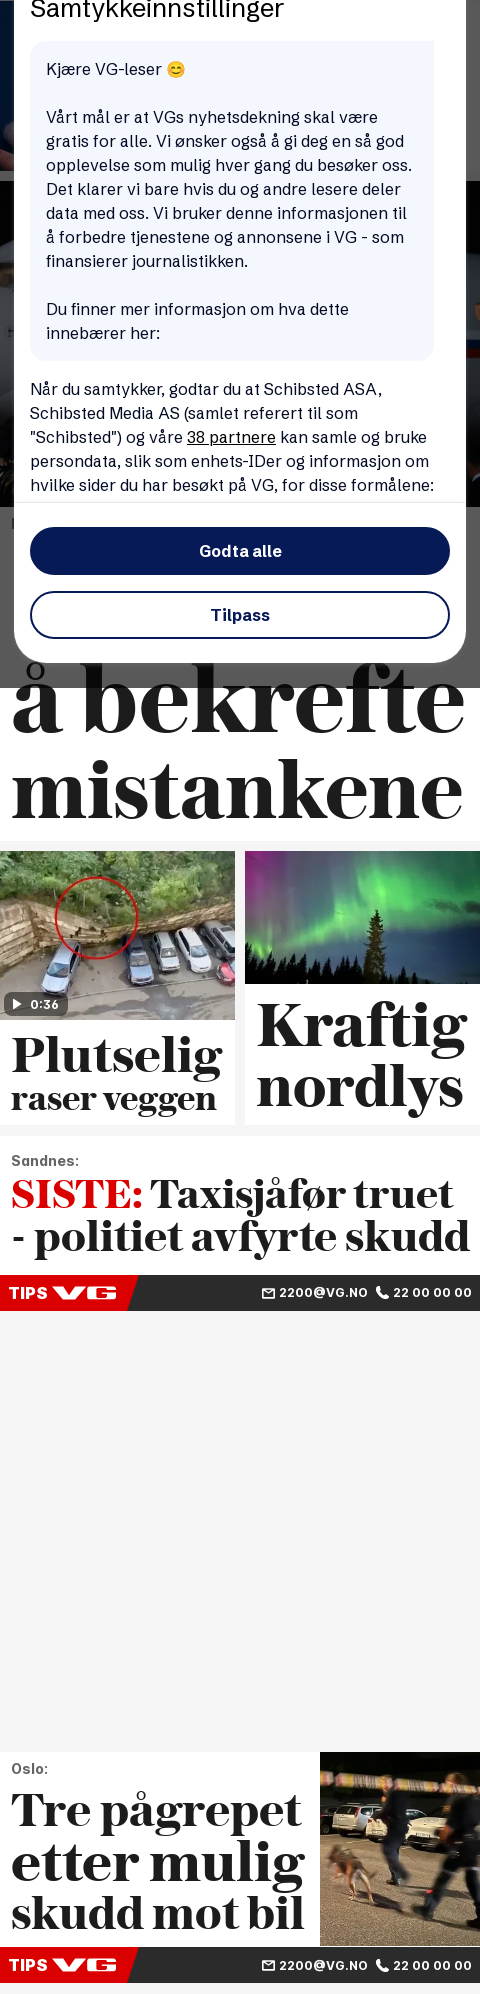 Samtykkeinnstillinger
Kjære VG-leser 😊
Vårt mål er at VGs nyhetsdekning skal være
gratis for alle. Vi ønsker også å gi deg en så god
opplevelse som mulig hver gang du besøker oss.
Det klarer vi bare hvis du og andre lesere deler
data med oss. Vi bruker denne informasjonen til
å forbedre tjenestene og annonsene i VG - som
finansierer journalistikken.
Du finner mer informasjon om hva dette
innebærer her:
Når du samtykker, godtar du at Schibsted ASA,
Schibsted Media AS (samlet referert til som
"Schibsted") og våre 38 partnere kan samle og bruke
persondata, slik som enhets-IDer og informasjon om
hvilke sider du har besøkt på VG, for disse formålene:
Godta alle
Tilpass
å bekrefte
mistankene
0:36
Plutselig
raser veggen
Kraftig
nordlys
Sandnes:
SISTE: Taxisjåfør truet
- politiet avfyrte skudd
TIPS VG 2200@VG.NO 22 00 00 00
Oslo:
Tre pågrepet
etter mulig
skudd mot bil
TIPS VG 2200@VG.NO 22 00 00 00